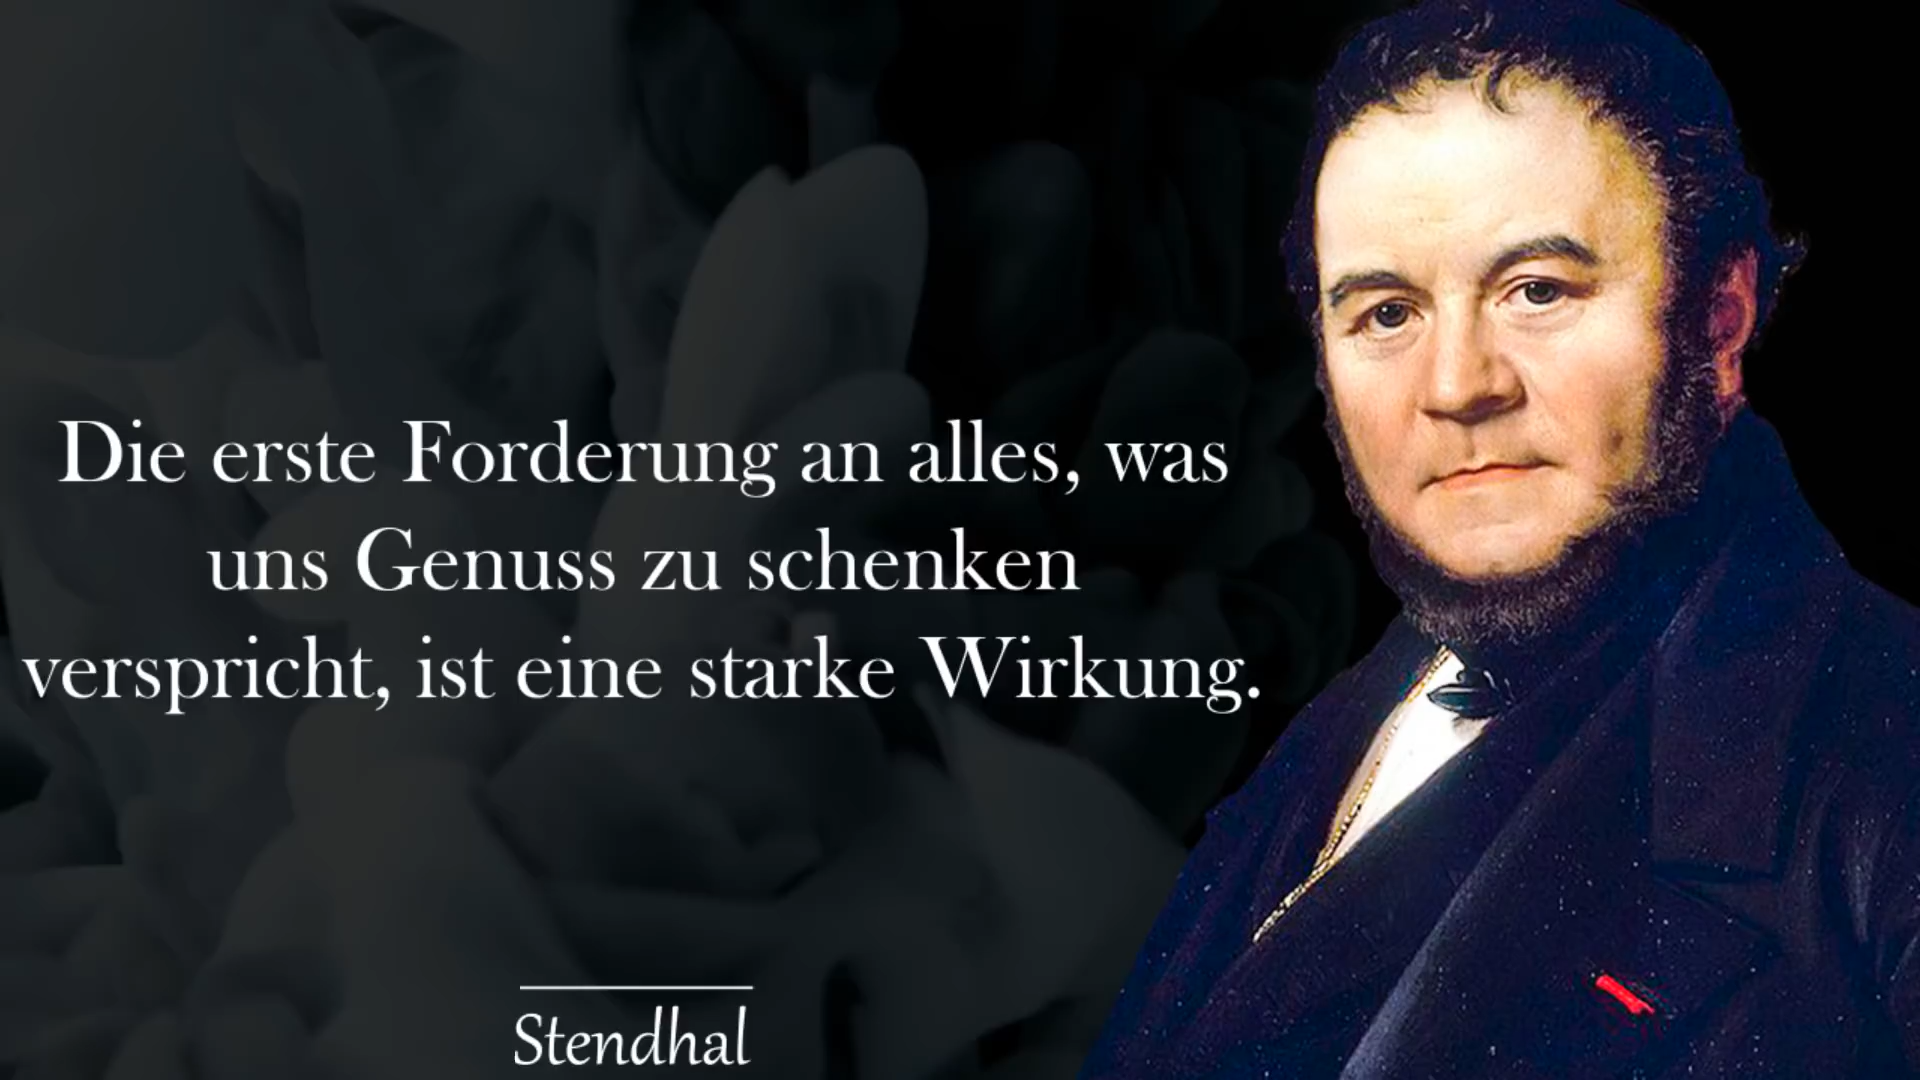 Die erste Forderung an alles, was
uns Genuss zu schenken
verspricht, ist eine starke Wirkung.
Stendhal